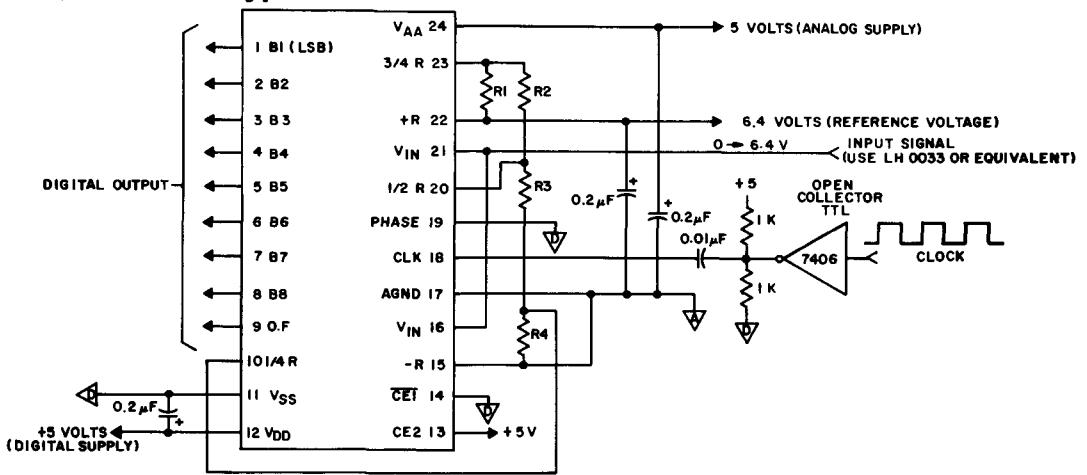 VAA 24
5 VOLTS (ANALOG SUPPLY)
1 B1 (LSB)
3/4 R 23
R1
R2
2 B2
3 B3
+R 22
6.4 VOLTS (REFERENCE VOLTAGE)
4 B4
VIN 21
0 → 6.4 V
INPUT SIGNAL
(USE LH 0033 OR EQUIVALENT)
DIGITAL OUTPUT
5 B5
1/2 R 20
R3
0.2µF
+
0.2µF
+
+5
OPEN
COLLECTOR
TTL
6 B6
PHASE 19
D
0.01µF
1 K
7 B7
CLK 18
7406
CLOCK
8 B8
AGND 17
A
1 K
D
9 O.F
VIN 16
R4
10 1/4 R
-R 15
D
11 VSS
CE1 14
D
0.2µF
+
+5 VOLTS
(DIGITAL SUPPLY)
12 VDD
CE2 13
+5V